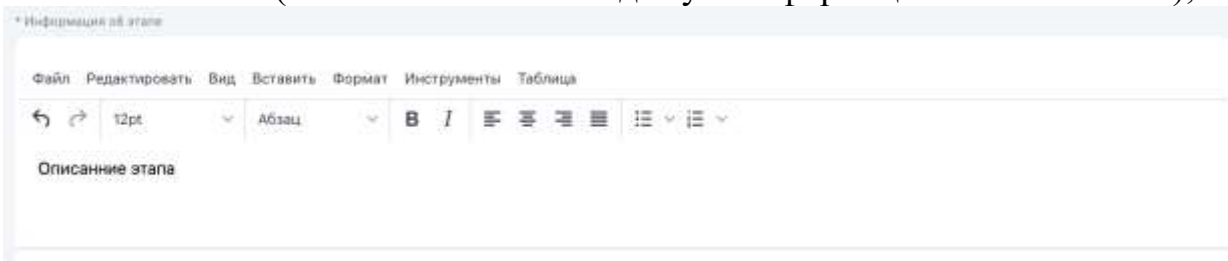 * Информация об этапе
Файл Редактировать Вид Вставить Формат Инструменты Таблица
12pt Абзац B I
Описанние этапа